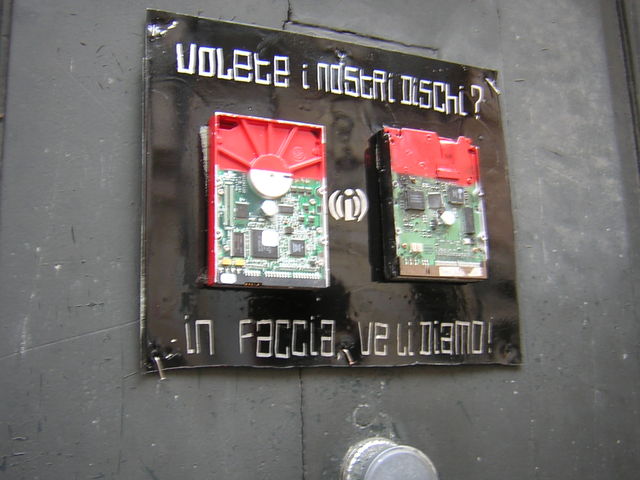 VOLETE i NOSTRI DISCHI?
((i))
in FACCIA VE LI DIAMO!